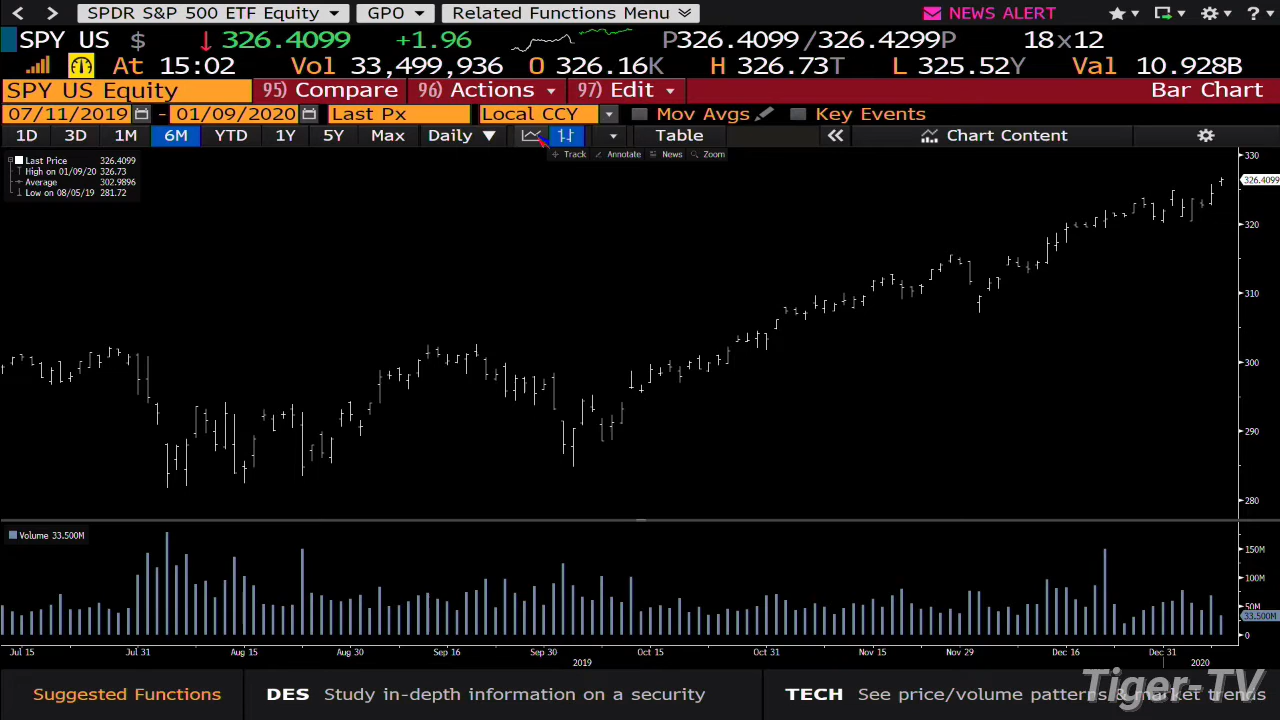 SPDR S&P 500 ETF Equity GPO Related Functions Menu NEWS ALERT ?
SPY US $ ↓326.4099 +1.96 P326.4099/326.4299P 18x12
At 15:02 Vol 33,499,936 O 326.16K H 326.73T L 325.52Y Val 10.928B
SPY US Equity 95) Compare 96) Actions 97) Edit Bar Chart
07/11/2019 - 01/09/2020 Last Px Local CCY Mov Avgs Key Events
1D 3D 1M 6M YTD 1Y 5Y Max Daily ▼ Table « Chart Content
Track Annotate News Zoom
Last Price 326.4099
High on 01/09/20 326.73
Average 302.9896
Low on 08/05/19 281.72
330
326.4099
320
310
300
290
280
Volume 33.500M
150M
100M
50M
33.500M
0
Jul 15 Jul 31 Aug 15 Aug 30 Sep 16 Sep 30 Oct 15 Oct 31 Nov 15 Nov 29 Dec 16 Dec 31
2019 2020
Suggested Functions DES Study in-depth information on a security TECH See price/volume patterns & market trends
Tiger-TV